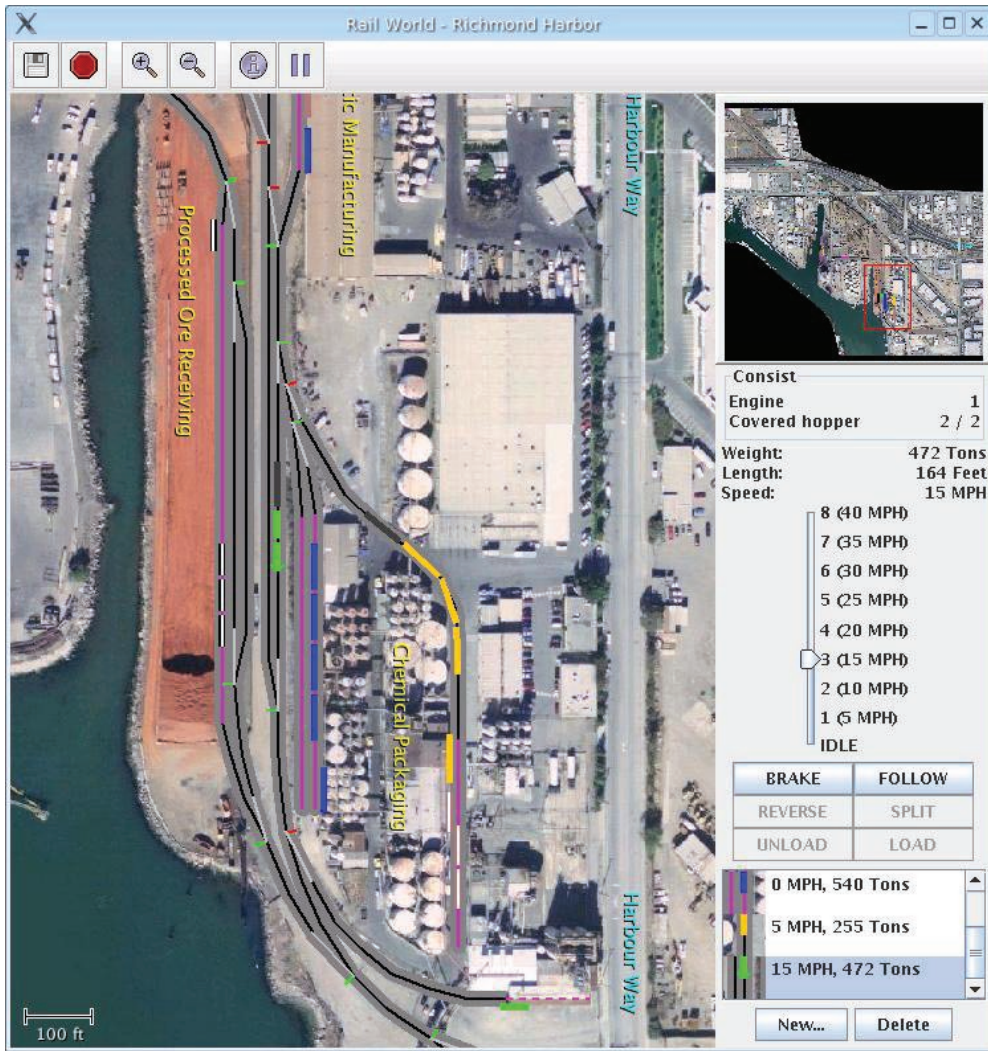 Rail World - Richmond Harbor
tic Manufacturing
Harbour Way
Processed Ore Receiving
Chemical Packaging
Harbour Way
100 ft
Consist
Engine 1
Covered hopper 2 / 2
Weight: 472 Tons
Length: 164 Feet
Speed: 15 MPH
8 (40 MPH)
7 (35 MPH)
6 (30 MPH)
5 (25 MPH)
4 (20 MPH)
3 (15 MPH)
2 (10 MPH)
1 (5 MPH)
IDLE
BRAKE FOLLOW
REVERSE SPLIT
UNLOAD LOAD
0 MPH, 540 Tons
5 MPH, 255 Tons
15 MPH, 472 Tons
New... Delete